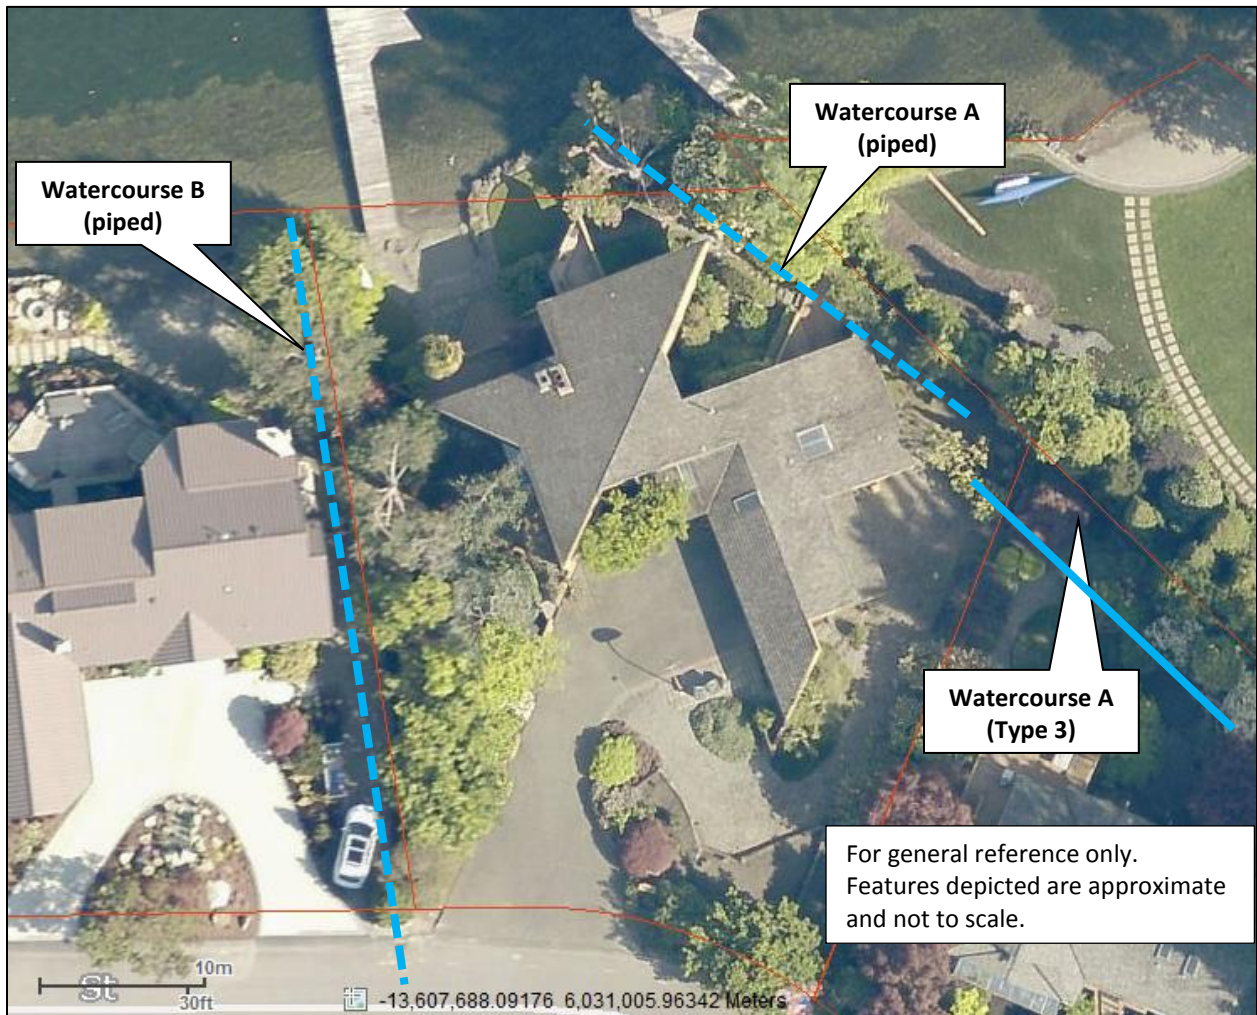 Watercourse A
(piped)
Watercourse B
(piped)
Watercourse A
(Type 3)
For general reference only.
Features depicted are approximate
and not to scale.
St
10m
30ft
-13,607,688.09176 6,031,005.96342 Meters